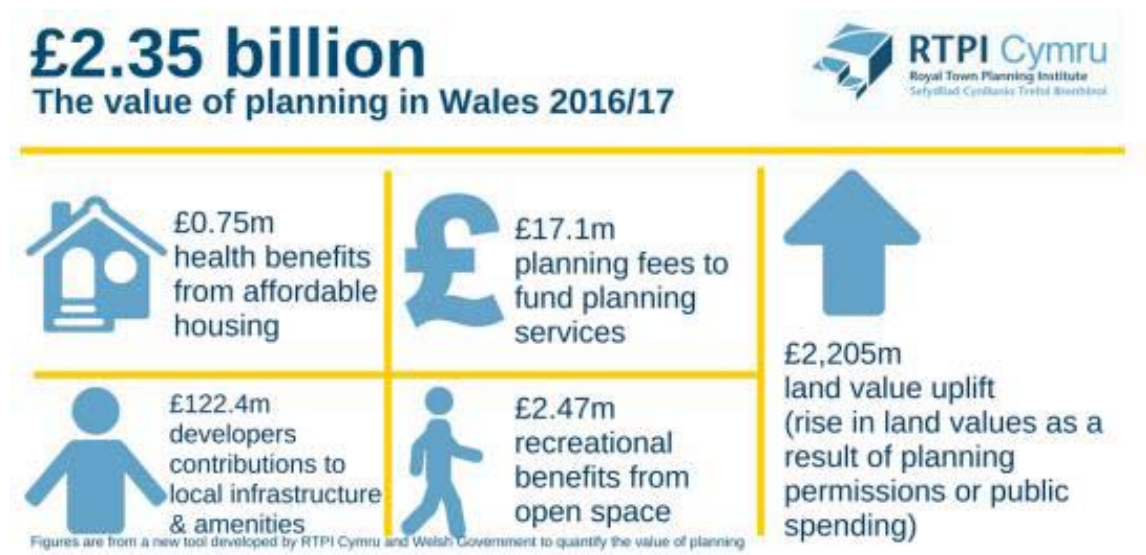 £2.35 billion
The value of planning in Wales 2016/17
RTPI Cymru
Royal Town Planning Institute
Sefydliad Cynllunio Trefol Brenhinol
£0.75m
health benefits
from affordable
housing
£17.1m
planning fees to
fund planning
services
£2,205m
land value uplift
(rise in land values as a
result of planning
permissions or public
spending)
£122.4m
developers
contributions to
local infrastructure
& amenities
£2.47m
recreational
benefits from
open space
Figures are from a new tool developed by RTPI Cymru and Welsh Government to quantify the value of planning